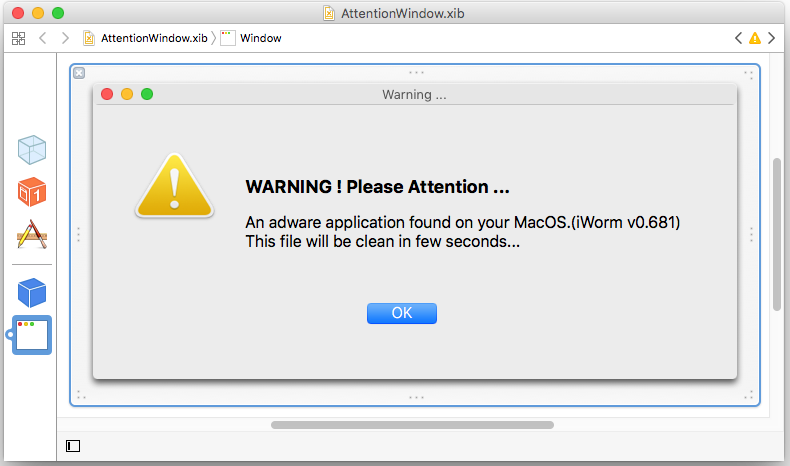 AttentionWindow.xib
AttentionWindow.xib
Window
Warning ...
WARNING ! Please Attention ...
An adware application found on your MacOS.(iWorm v0.681)
This file will be clean in few seconds...
OK
1